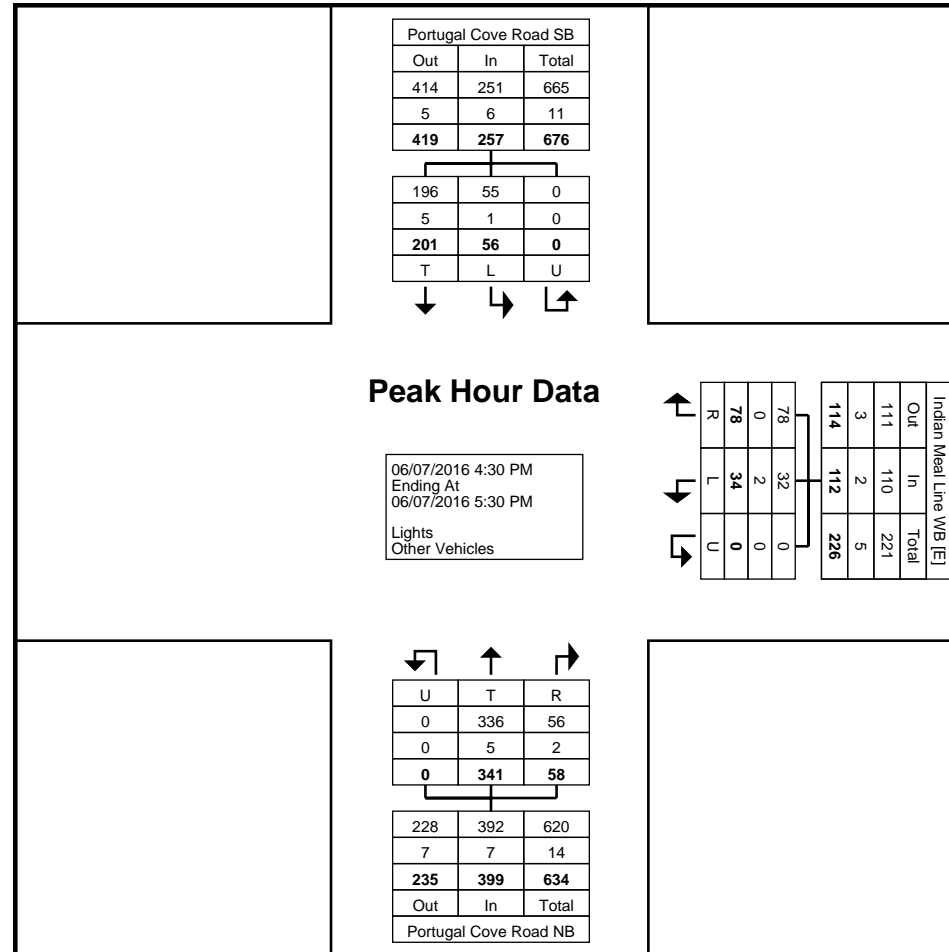 Portugal Cove Road SB
Out In Total
414 251 665
5 6 11
419 257 676
196 55 0
5 1 0
201 56 0
T L U
Peak Hour Data
06/07/2016 4:30 PM
Ending At
06/07/2016 5:30 PM
Lights
Other Vehicles
Indian Meal Line WB [E]
Out In Total
111 110 221
3 2 5
114 112 226
78 32 0
0 2 0
78 34 0
R L U
U T R
0 336 56
0 5 2
0 341 58
228 392 620
7 7 14
235 399 634
Out In Total
Portugal Cove Road NB